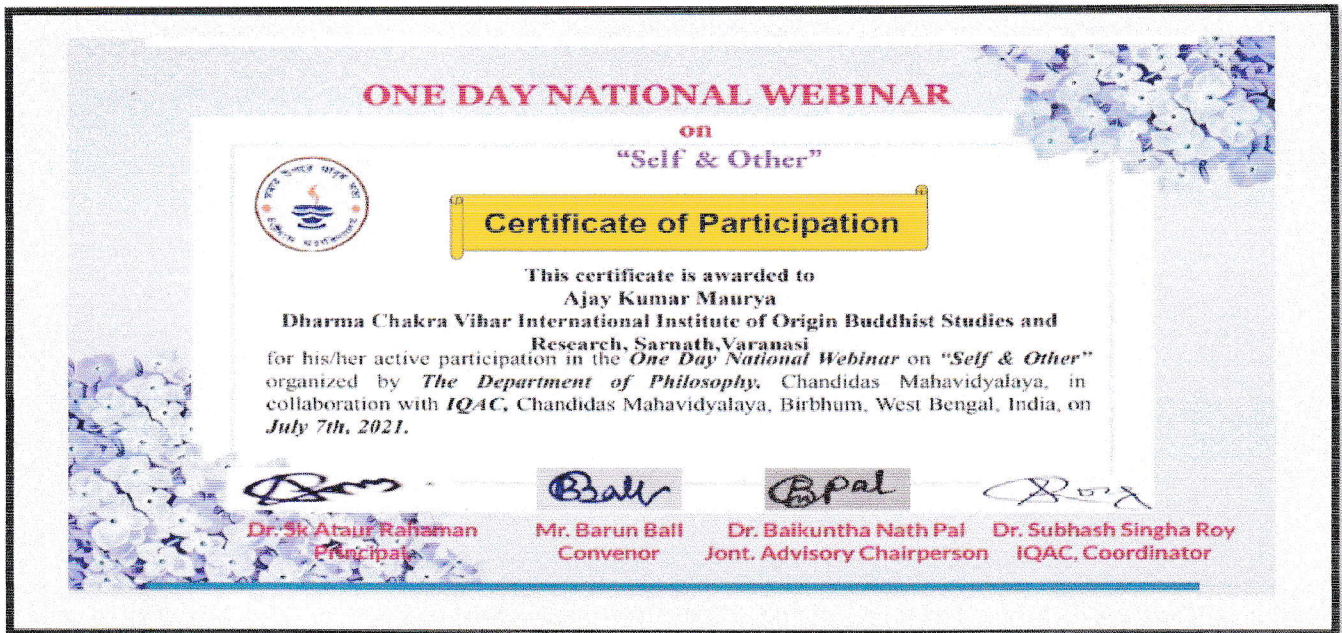 ONE DAY NATIONAL WEBINAR
on
“Self & Other”
Certificate of Participation
This certificate is awarded to
Ajay Kumar Maurya
Dharma Chakra Vihar International Institute of Origin Buddhist Studies and
Research, Sarnath,Varanasi
for his/her active participation in the One Day National Webinar on "Self & Other"
organized by The Department of Philosophy, Chandidas Mahavidyalaya, in
collaboration with IQAC, Chandidas Mahavidyalaya, Birbhum, West Bengal, India, on
July 7th, 2021.
BBall
Bpal
Dr. Sk Ataur Rahaman
Mr. Barun Ball
Dr. Baikuntha Nath Pal
Dr. Subhash Singha Roy
Principal
Convenor
Jont. Advisory Chairperson
IQAC, Coordinator